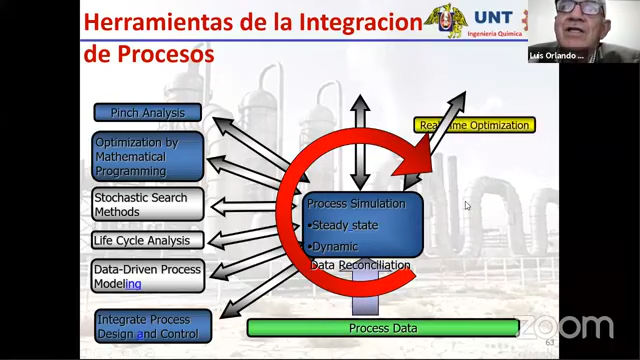 Herramientas de la Integracion
de Procesos
UNT
Ingeniería Química
Luis Orlando
Pinch Analysis
Real Time Optimization
Optimization by
Mathematical
Programming
Stochastic Search
Methods
Process Simulation
•Steady state
•Dynamic
Life Cycle Analysis
Data Reconciliation
Data-Driven Process
Modeling
Integrate Process
Design and Control
Process Data
zoom
63